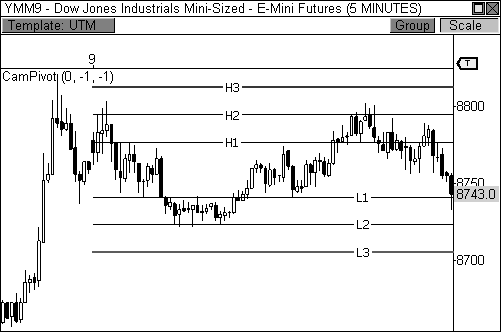 YMM9 - Dow Jones Industrials Mini-Sized - E-Mini Futures (5 MINUTES)
Template: UTM Group Scale
9
T
CamPivot (0, -1, -1)
H3
8800
H2
H1
8750
8743.0
L1
L2
L3
8700